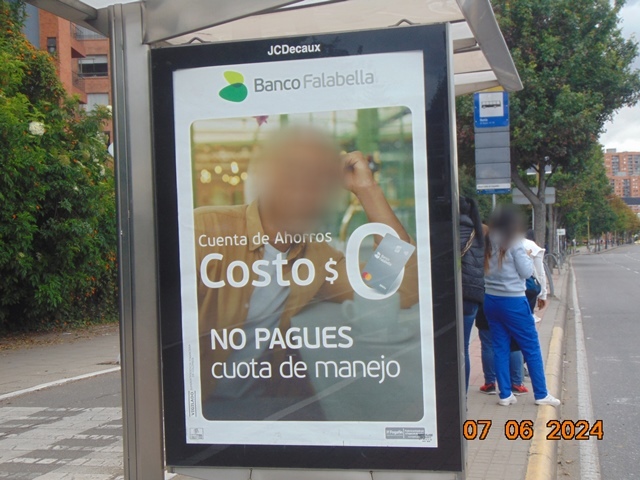 JCDecaux
Banco Falabella
Cuenta de Ahorros
Costo $0
NO PAGUES
cuota de manejo
07 06 2024